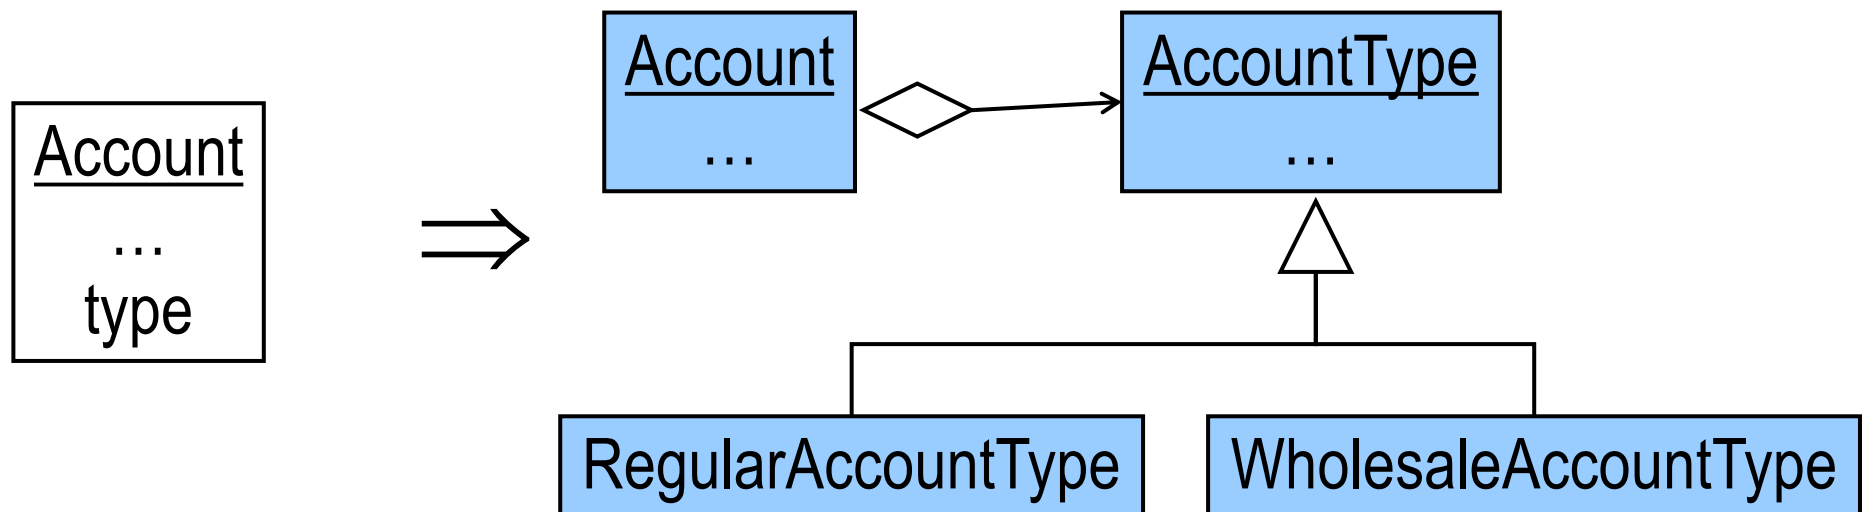 Account
…
type
⇒
Account
…
AccountType
…
RegularAccountType
WholesaleAccountType